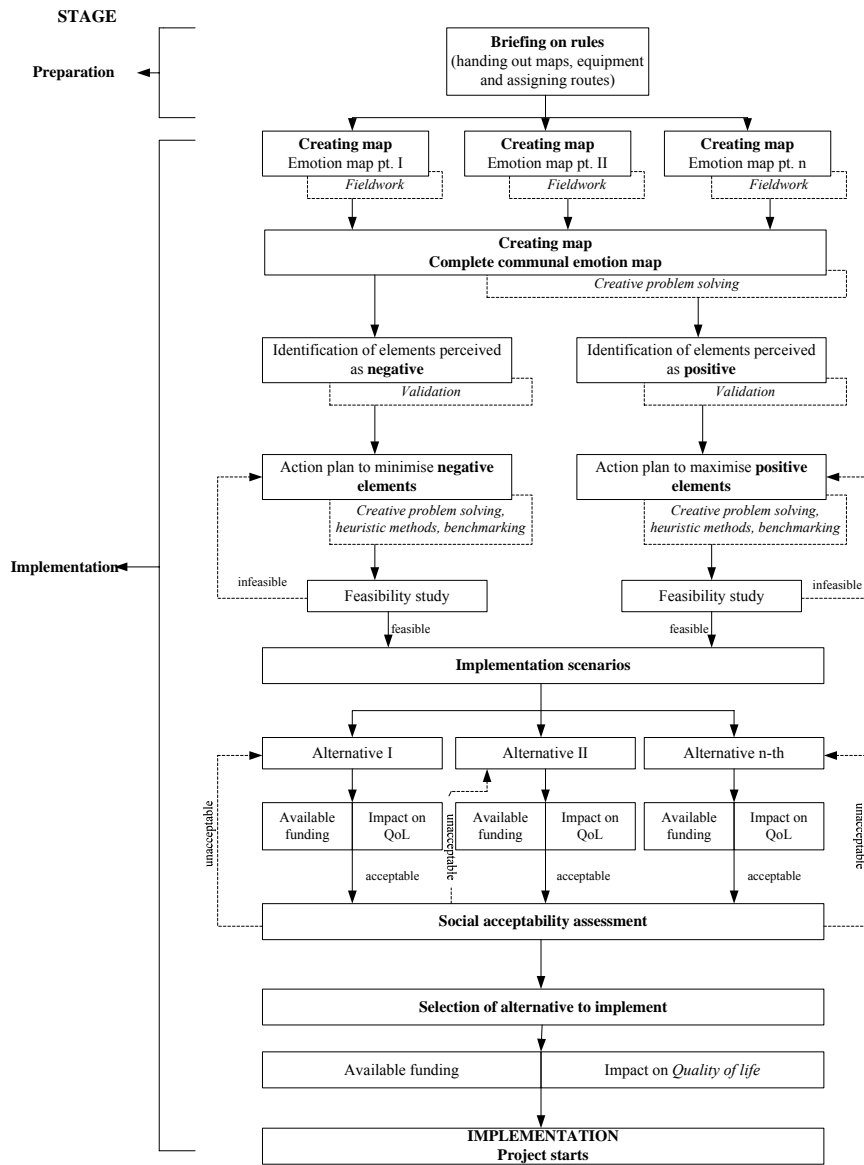 STAGE
Preparation
Briefing on rules
(handing out maps, equipment
and assigning routes)
Creating map
Emotion map pt. I
Fieldwork
Creating map
Emotion map pt. II
Fieldwork
Creating map
Emotion map pt. n
Fieldwork
Creating map
Complete communal emotion map
Creative problem solving
Identification of elements perceived
as negative
Validation
Identification of elements perceived
as positive
Validation
Action plan to minimise negative
elements
Creative problem solving,
heuristic methods, benchmarking
Action plan to maximise positive
elements
Creative problem solving,
heuristic methods, benchmarking
Implementation
infeasible
Feasibility study
feasible
Feasibility study
infeasible
feasible
Implementation scenarios
Alternative I
Alternative II
Alternative n-th
unacceptable
Available
funding
Impact on
QoL
acceptable
unacceptable
Available
funding
Impact on
QoL
acceptable
Available
funding
Impact on
QoL
acceptable
unacceptable
Social acceptability assessment
Selection of alternative to implement
Available funding
Impact on Quality of life
IMPLEMENTATION
Project starts